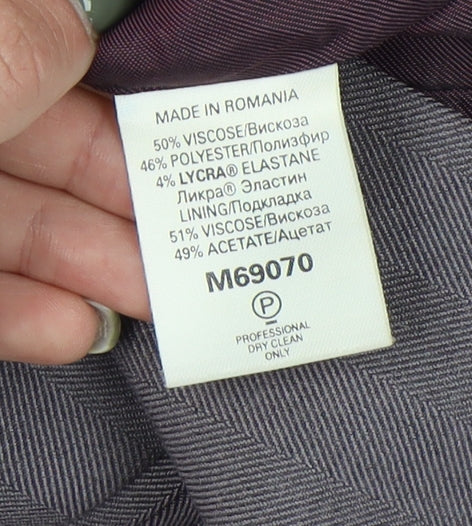 MADE IN ROMANIA
50% VISCOSE/Вискоза
46% POLYESTER/Полиэфир
4% LYCRA® ELASTANE
Ликра® Эластин
LINING/Подкладка
51% VISCOSE/Вискоза
49% ACETATE/Ацетат
M69070
P
PROFESSIONAL
DRY CLEAN
ONLY